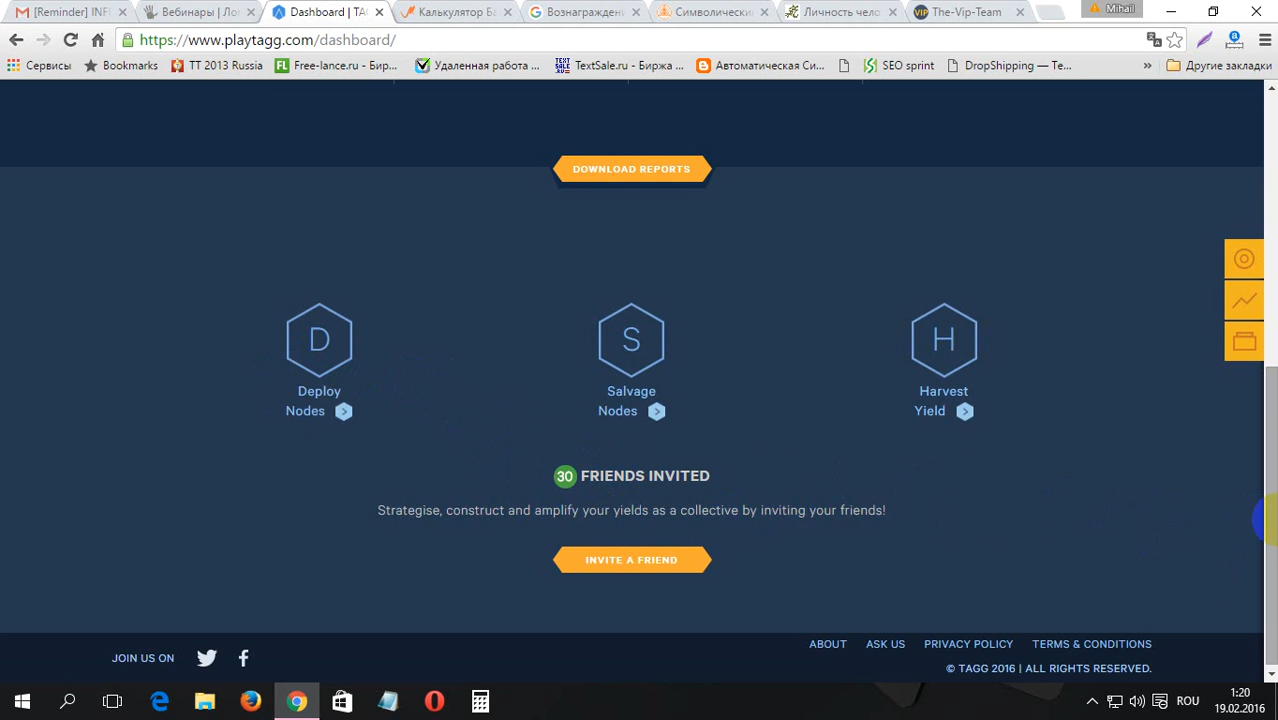 [Reminder] INF
Вебинары | Ло
Dashboard | TAG
Калькулятор Ба
Вознагражден
Символически
Личность чело
The-Vip-Team
Mihail
https://www.playtagg.com/dashboard/
Сервисы
Bookmarks
TT 2013 Russia
Free-lance.ru - Бир...
Удаленная работа ...
TextSale.ru - Биржа ...
Автоматическая Си...
SEO sprint
DropShipping — Te...
»
Другие закладки
DOWNLOAD REPORTS
D
Deploy
Nodes
S
Salvage
Nodes
H
Harvest
Yield
30 FRIENDS INVITED
Strategise, construct and amplify your yields as a collective by inviting your friends!
INVITE A FRIEND
JOIN US ON
ABOUT ASK US PRIVACY POLICY TERMS & CONDITIONS
© TAGG 2016 | ALL RIGHTS RESERVED.
ROU
1:20
19.02.2016